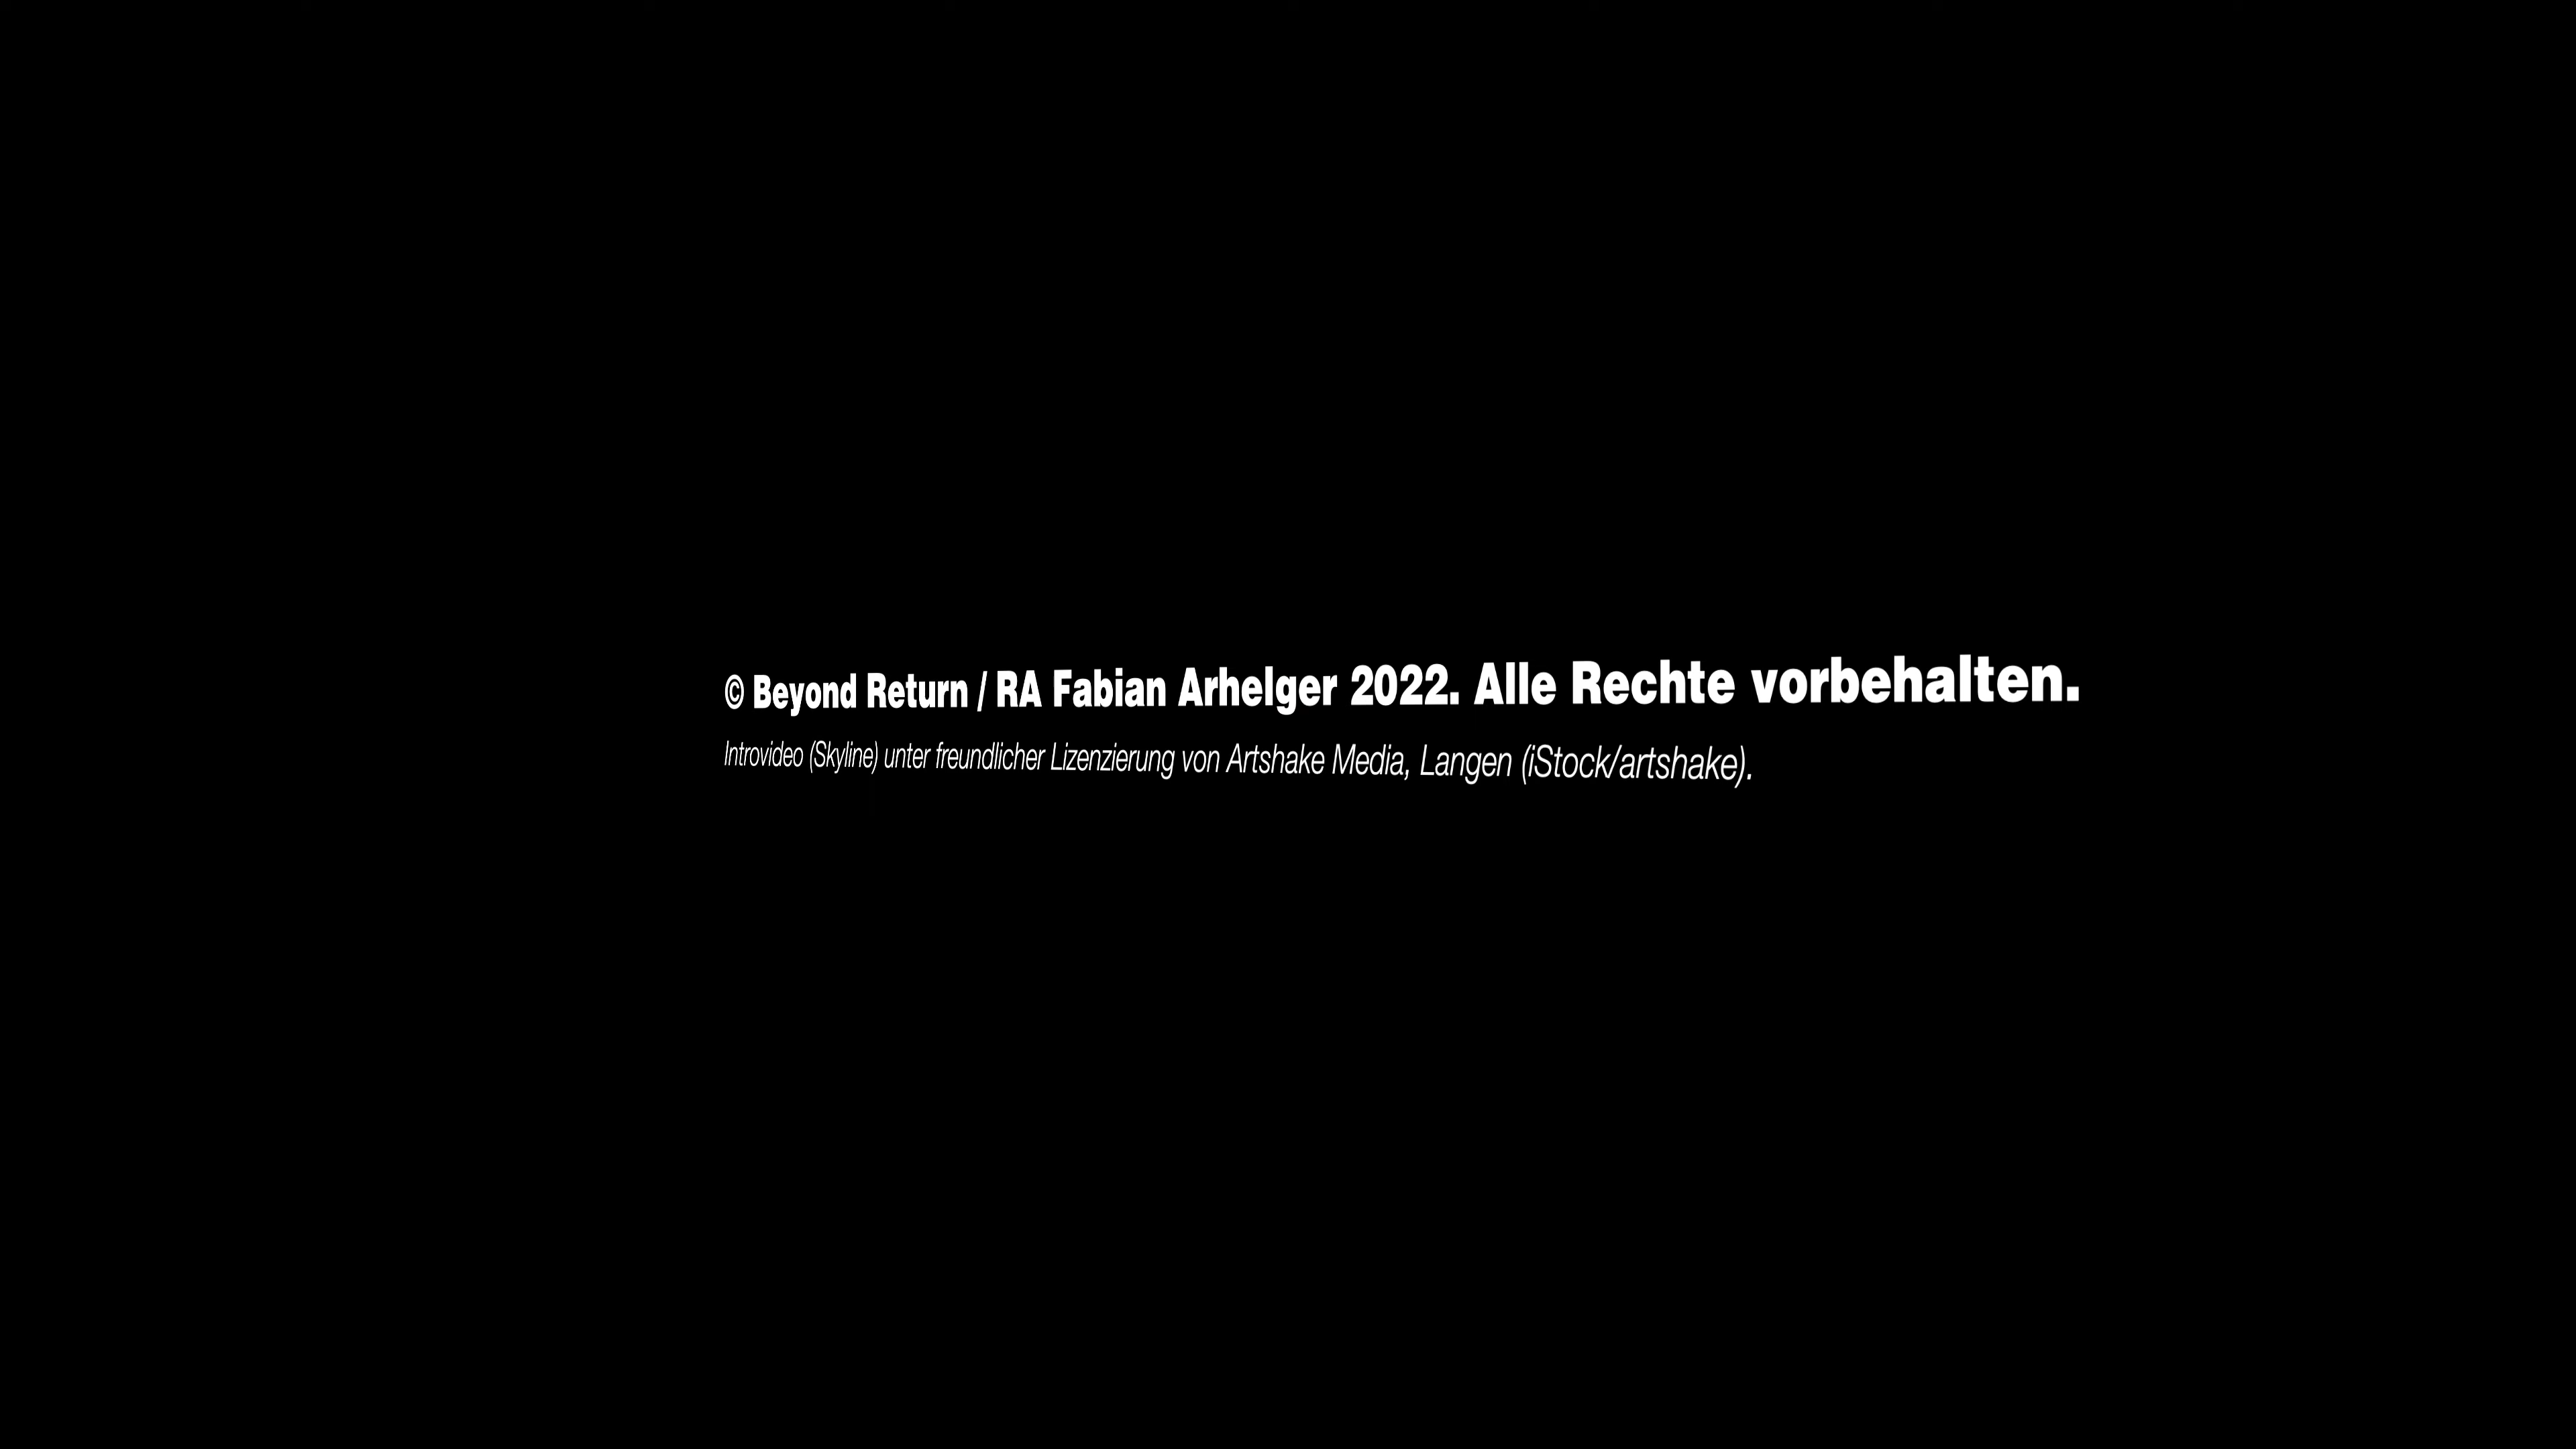 © Beyond Return / RA Fabian Arhelger 2022. Alle Rechte vorbehalten.
Introvideo (Skyline) unter freundlicher Lizenzierung von Artshake Media, Langen (iStock/artshake).